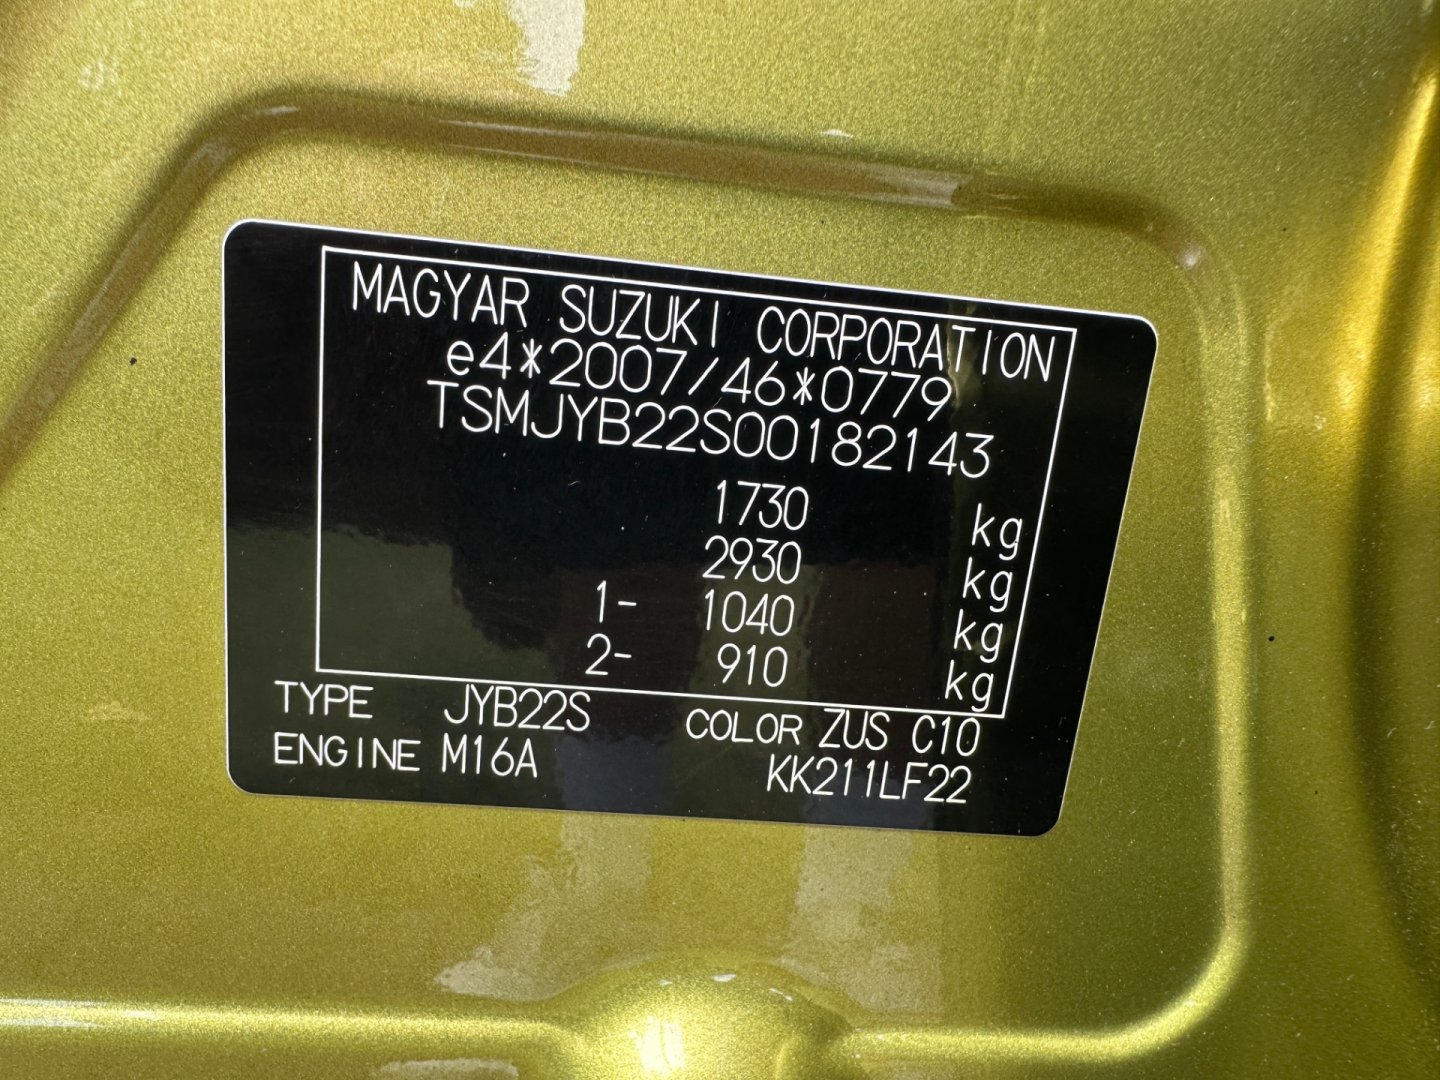 MAGYAR SUZUKI CORPORATION
e4*2007/46*0779
TSMJYB22S00182143
1730 kg
2930 kg
1- 1040 kg
2- 910 kg
TYPE JYB22S COLOR ZUS C10
ENGINE M16A KK211LF22